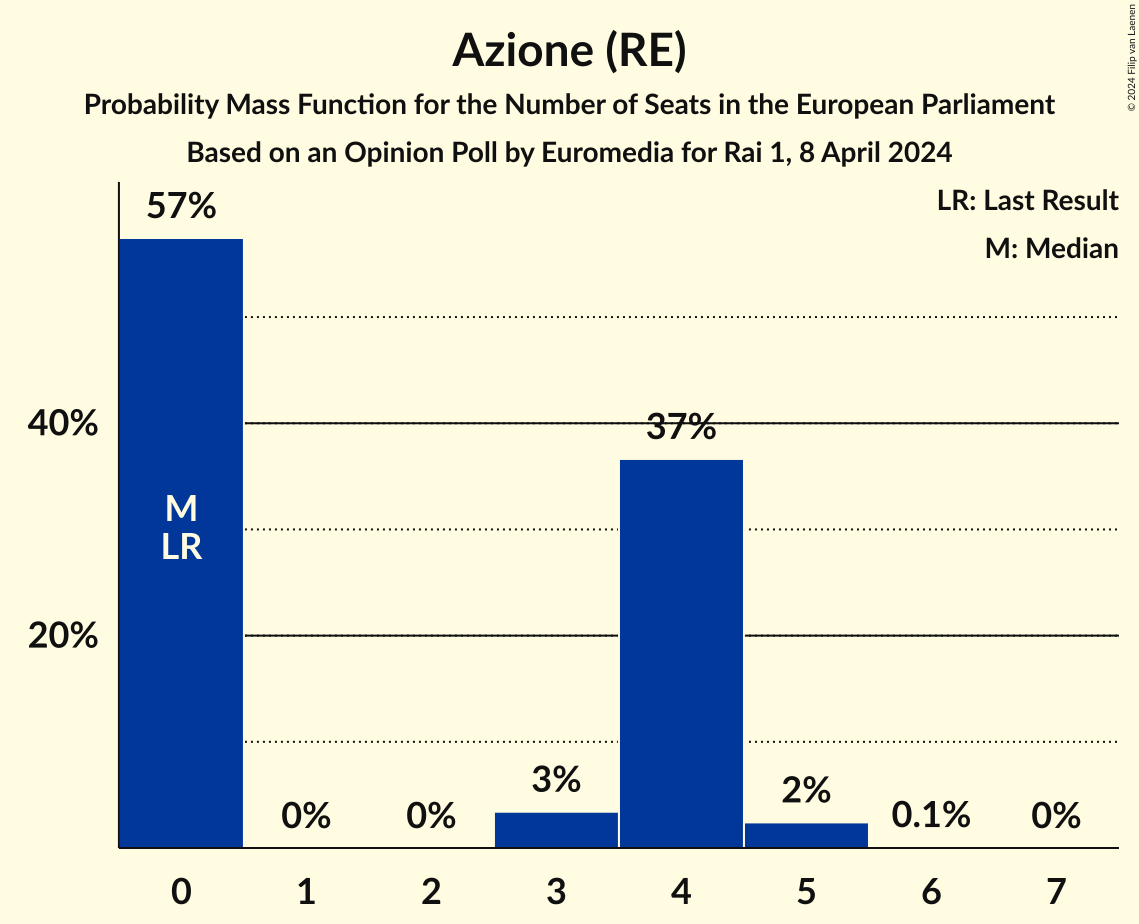 Azione (RE)
Probability Mass Function for the Number of Seats in the European Parliament
Based on an Opinion Poll by Euromedia for Rai 1, 8 April 2024
© 2024 Filip van Laenen
LR: Last Result
M: Median
57%
40%
37%
M
LR
20%
3%
2%
0%
0%
0.1%
0%
0 1 2 3 4 5 6 7